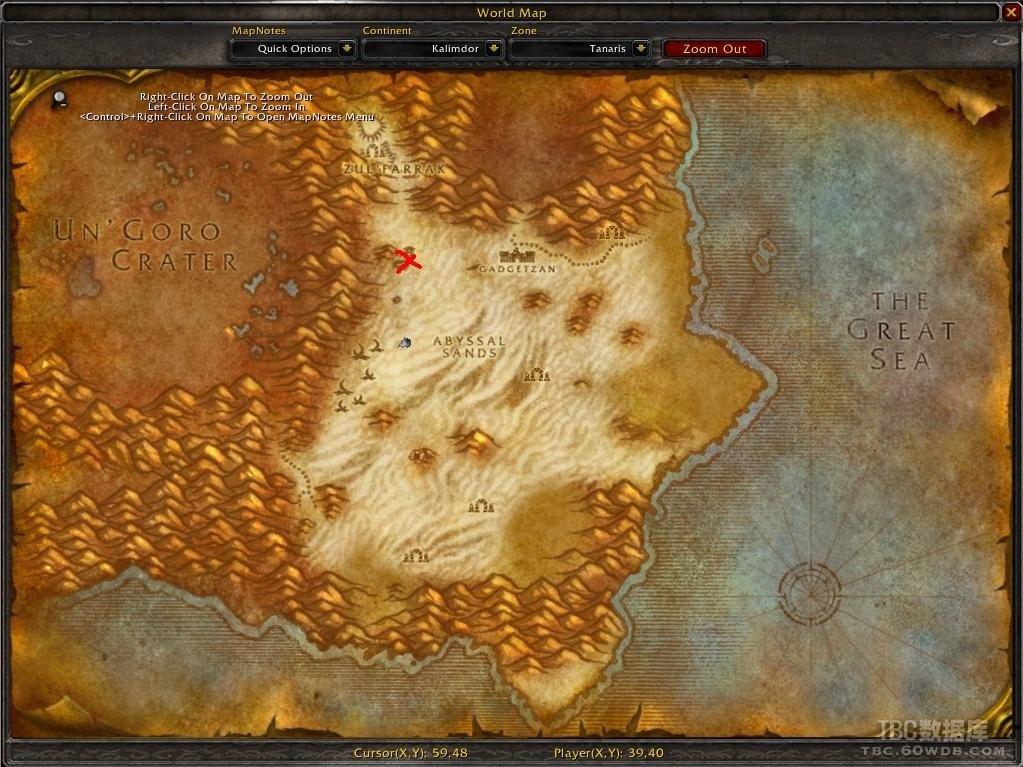 World Map
MapNotes
Continent
Zone
Quick Options
Kalimdor
Tanaris
Zoom Out
Right-Click On Map To Zoom Out
Left-Click On Map To Zoom In
<Control>+Right-Click On Map To Open MapNotes Menu
ZUL'FARRAK
UN'GORO
CRATER
GADGETZAN
THE
GREAT
SEA
ABYSSAL
SANDS
TBC数据库
TBC.60WDB.COM
Cursor(X,Y): 59,48
Player(X,Y): 39,40